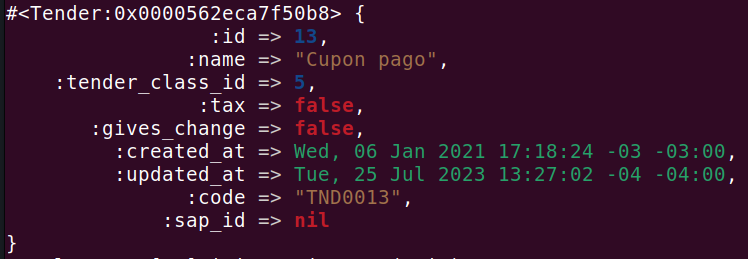 #<Tender:0x0000562eca7f50b8> {
:id => 13,
:name => "Cupon pago",
:tender_class_id => 5,
:tax => false,
:gives_change => false,
:created_at => Wed, 06 Jan 2021 17:18:24 -03 -03:00,
:updated_at => Tue, 25 Jul 2023 13:27:02 -04 -04:00,
:code => "TND0013",
:sap_id => nil
}